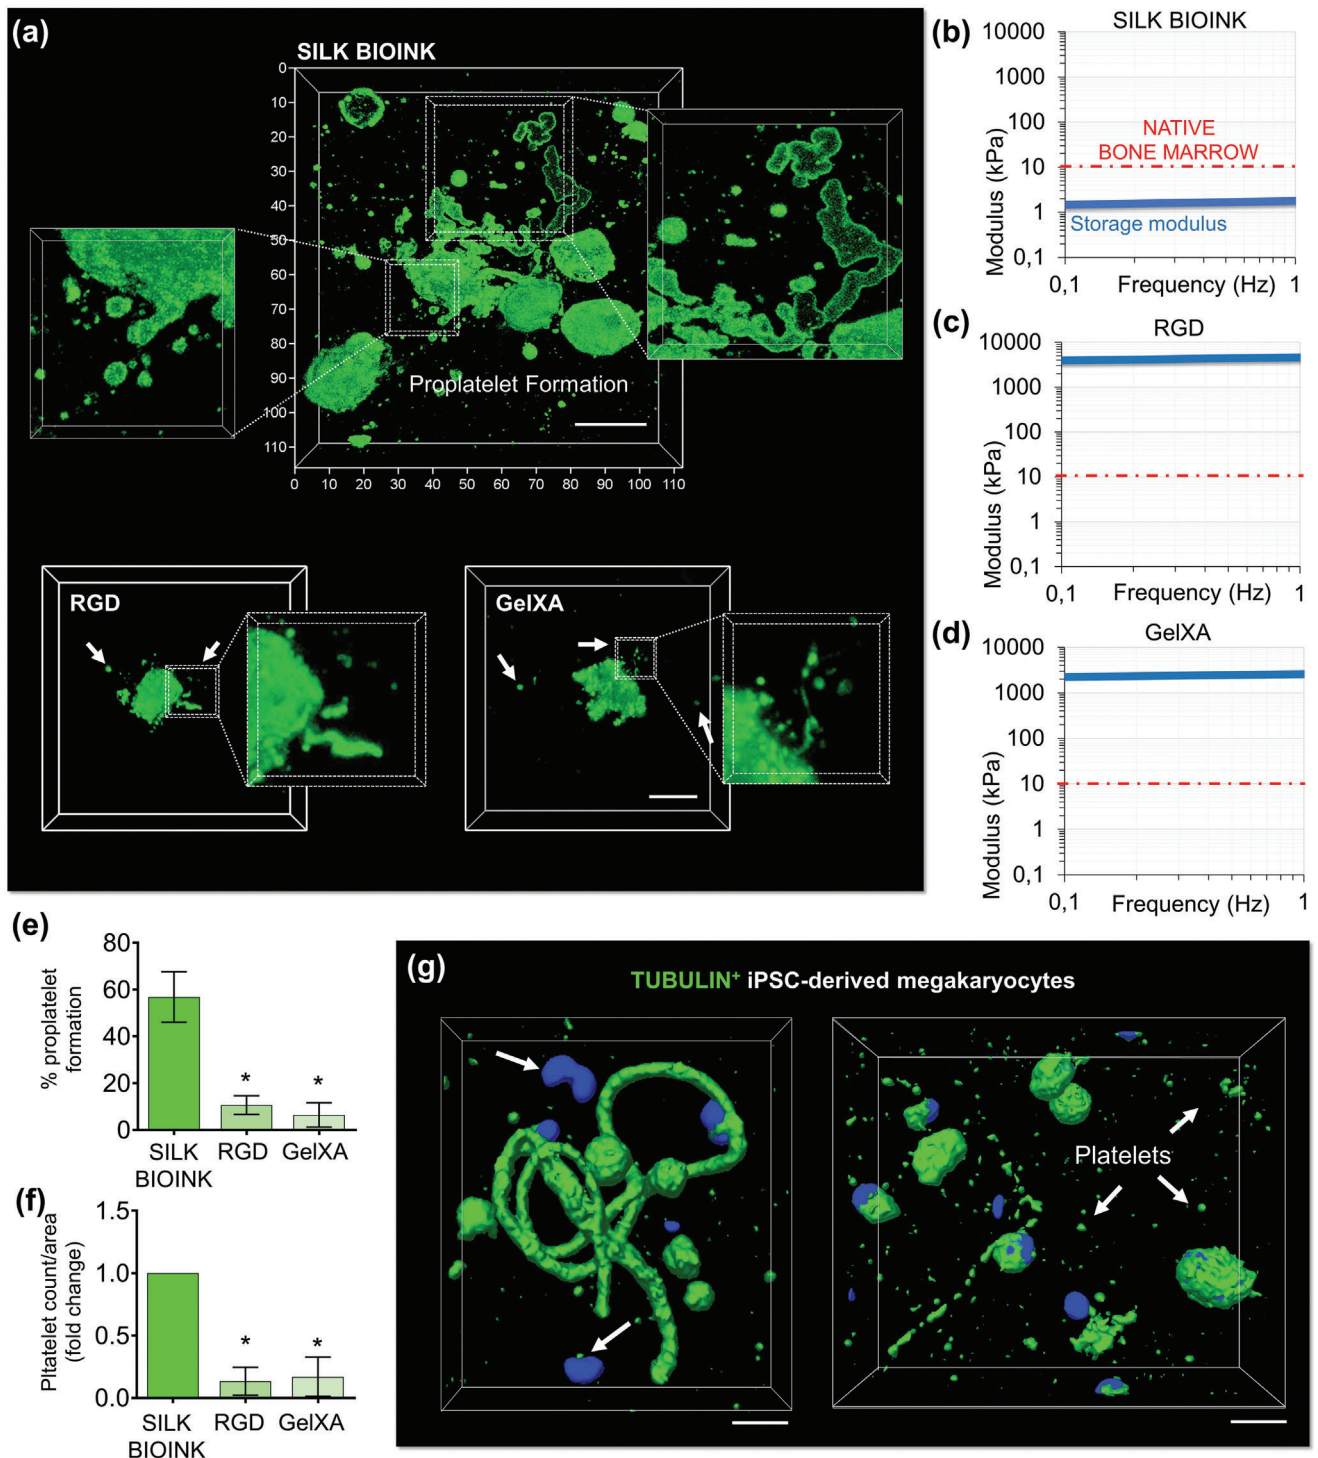 (a)
SILK BIOINK
0
10
20
30
40
50
60
70
80
90
100
110
0 10 20 30 40 50 60 70 80 90 100 110
Proplatelet Formation
RGD
GelXA
(b)
SILK BIOINK
10000
1000
100
10
1
0,1
Modulus (kPa)
NATIVE
BONE MARROW
Storage modulus
0,1 Frequency (Hz) 1
(c)
RGD
10000
1000
100
10
1
0,1
Modulus (kPa)
0,1 Frequency (Hz) 1
(d)
GelXA
10000
1000
100
10
1
0,1
Modulus (kPa)
0,1 Frequency (Hz) 1
(e)
% proplatelet
formation
80
60
40
20
0
* *
SILK
BIOINK
RGD
GelXA
(f)
Pltatelet count/area
(fold change)
1.5
1.0
0.5
0.0
* *
SILK
BIOINK
RGD
GelXA
(g)
TUBULIN+ iPSC-derived megakaryocytes
Platelets